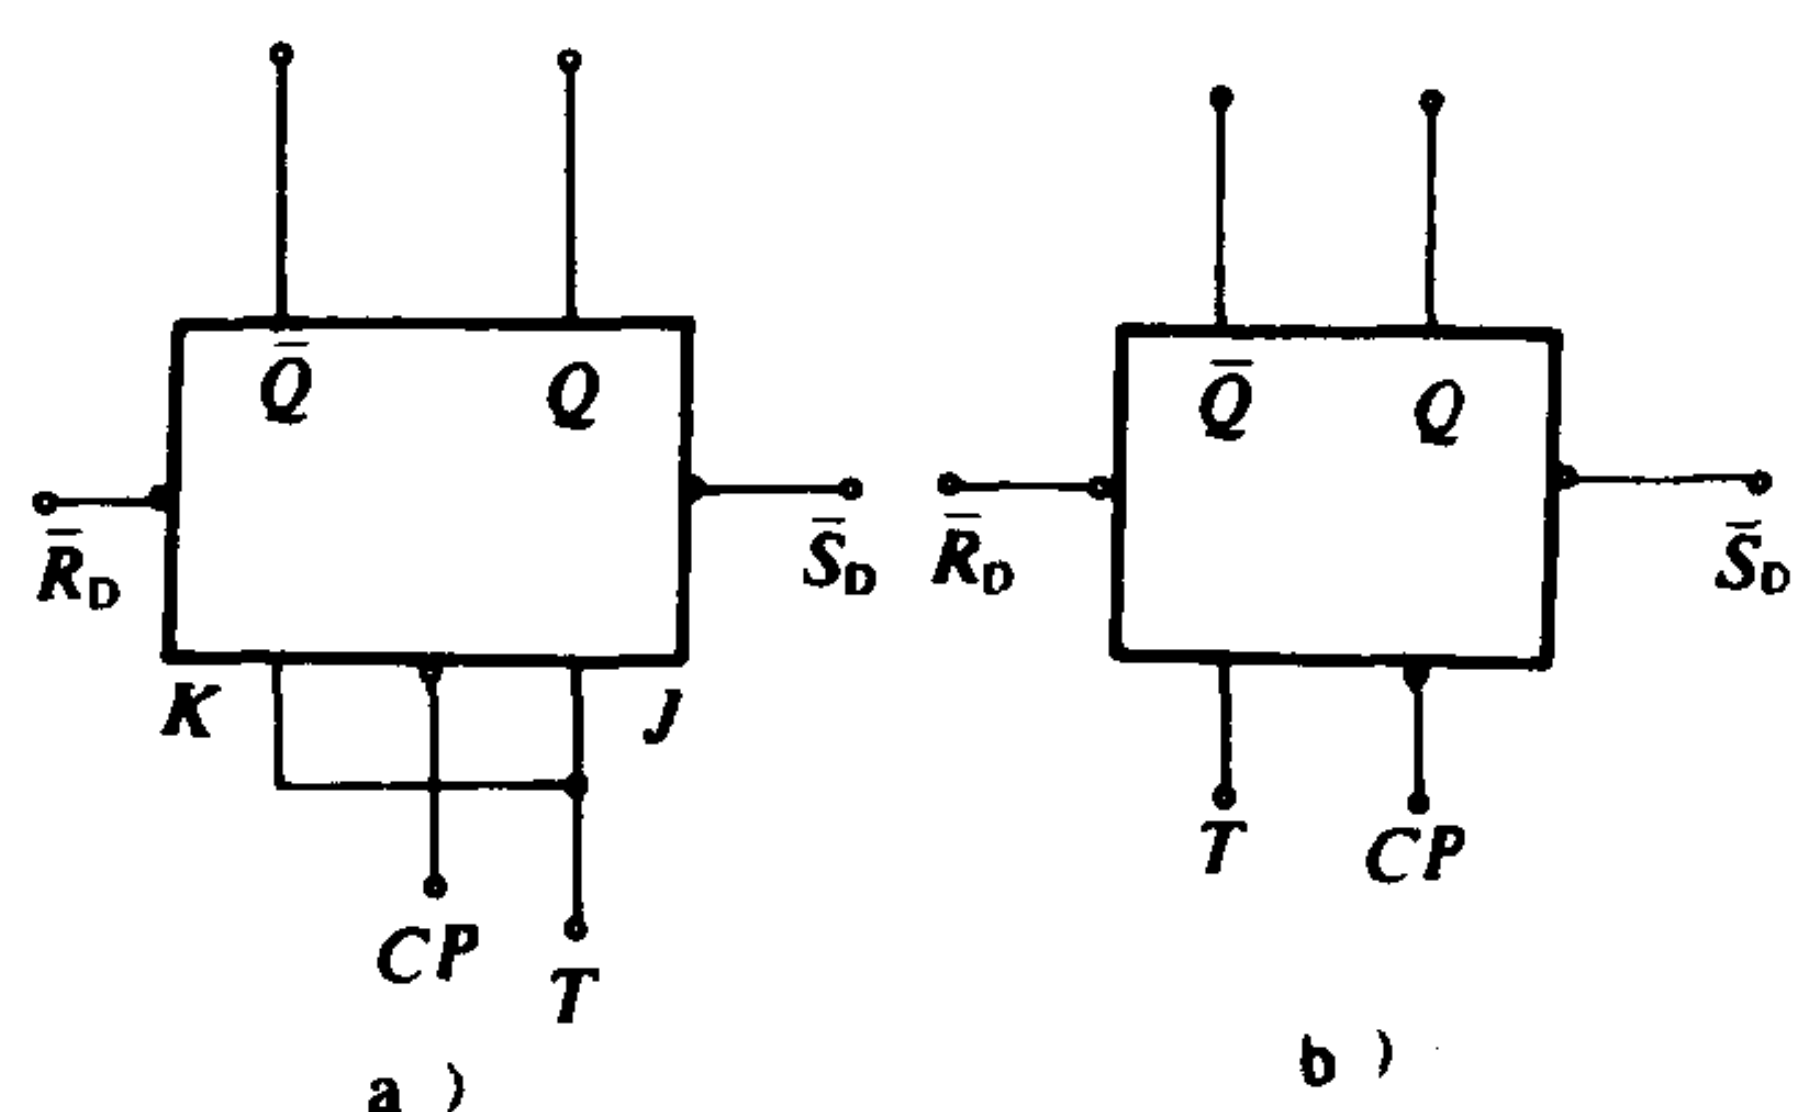 Q̅ Q
Q̅ Q
R̅D S̅D
R̅D S̅D
K J
T CP
CP T
a )
b )